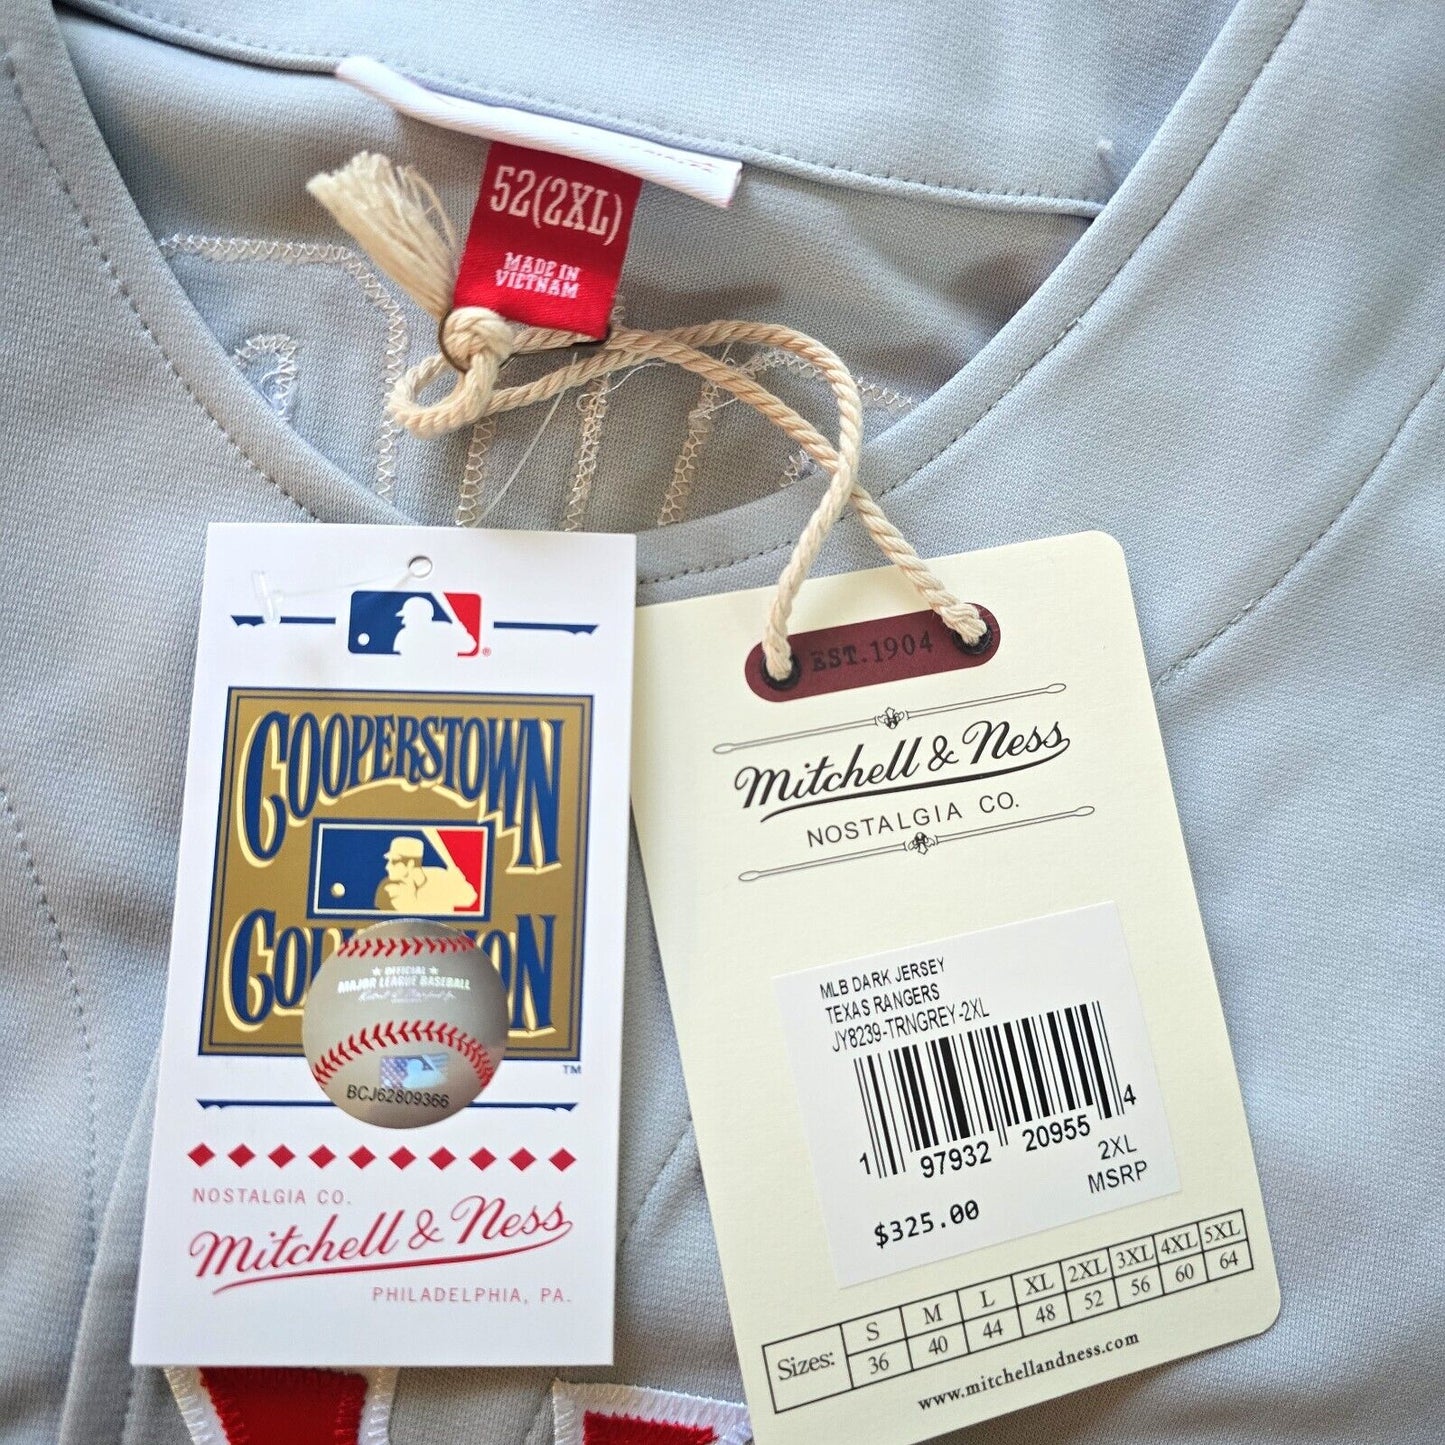 52(2XL)
MADE IN
VIETNAM
COOPERSTOWN
★ OFFICIAL ★
MAJOR LEAGUE BASEBALL
BCJ62809366
TM
NOSTALGIA CO.
Mitchell & Ness
PHILADELPHIA, PA.
EST.1904
Mitchell & Ness
NOSTALGIA CO.
MLB DARK JERSEY
TEXAS RANGERS
JY8239-TRNGREY-2XL
1 97932 20955 4
2XL
MSRP
$325.00
Sizes: S M L XL 2XL 3XL 4XL 5XL
36 40 44 48 52 56 60 64
www.mitchellandness.com